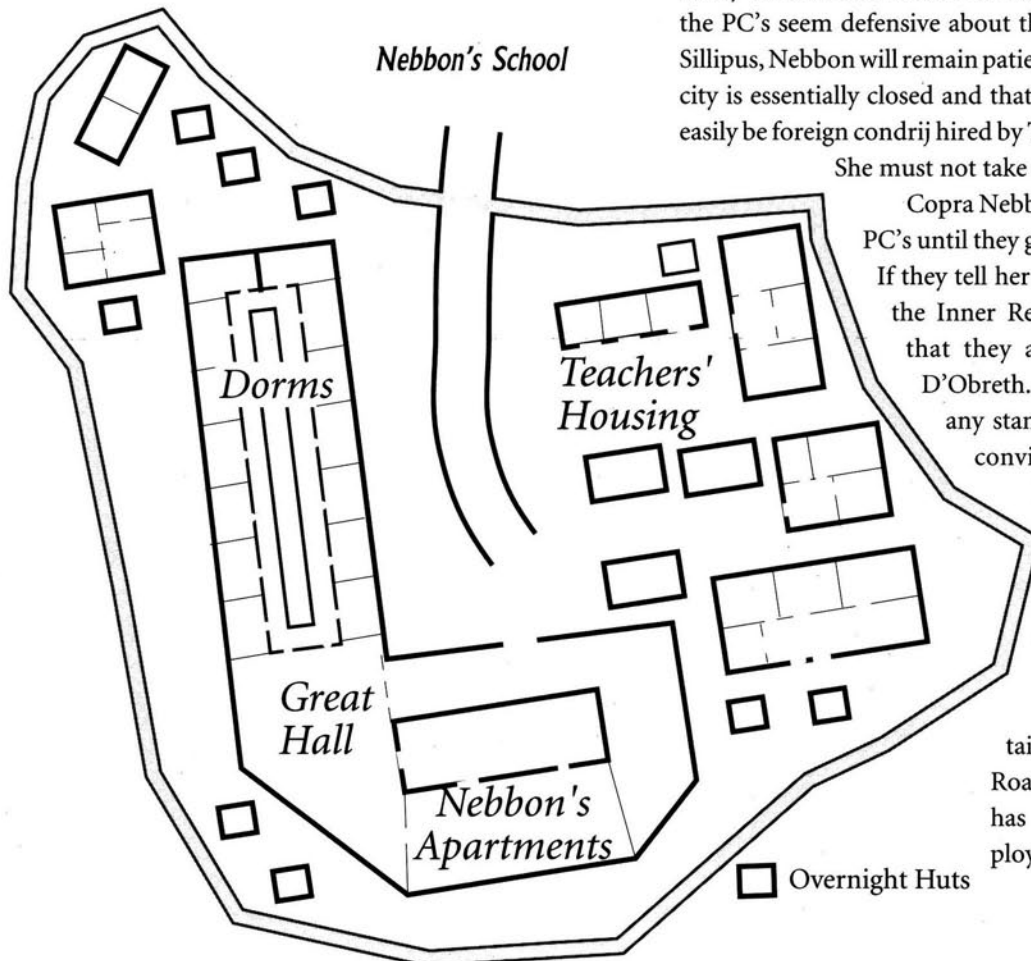 the PC's seem defensive about th
Nebbon's School
Sillipus, Nebbon will remain patie
city is essentially closed and that
easily be foreign condrij hired by
She must not take
Copra Nebb
PC's until they g
If they tell her
the Inner Re
that they a
D'Obreth.
any stan
convi
Dorms
Teachers'
Housing
Great
Hall
Nebbon's
Apartments
tai
Roa
has
ploy
Overnight Huts